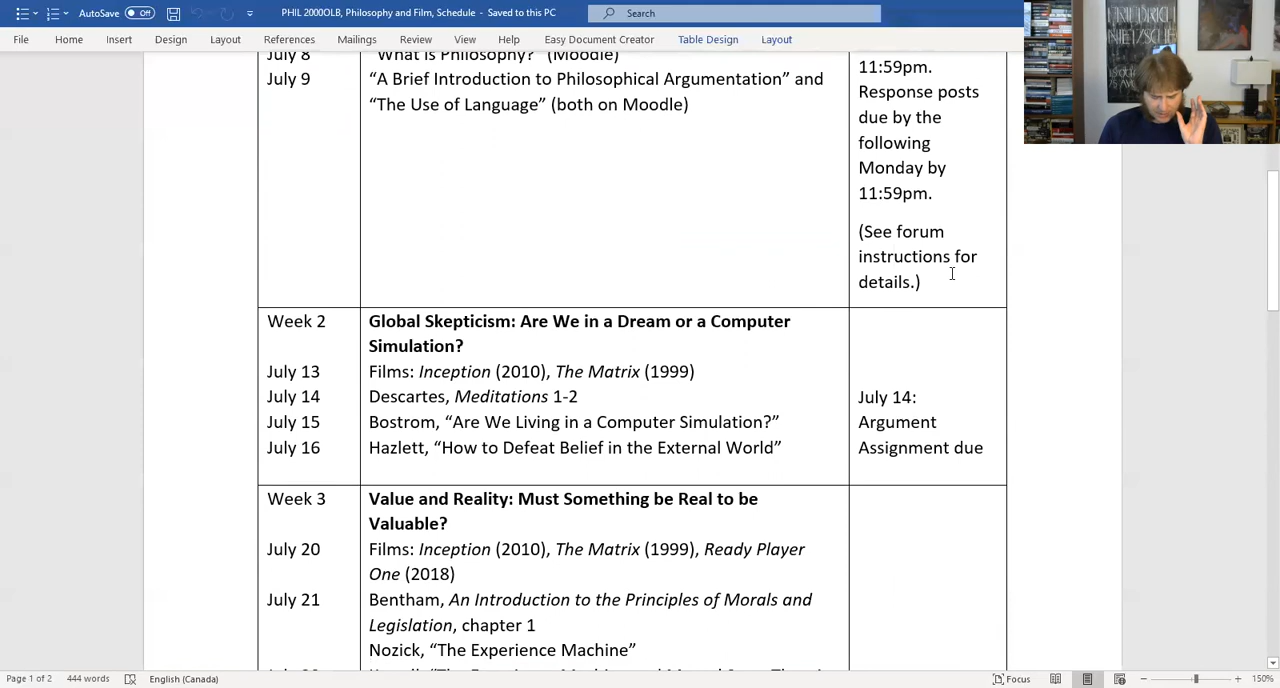 AutoSave Off
PHIL 2000OLB, Philosophy and Film, Schedule - Saved to this PC
Search
File Home Insert Design Layout References Mailings Review View Help Easy Document Creator Table Design Layout
FRIEDRICH
NIETZSCHE
July 8 "What is Philosophy?" (Moodle)
July 9 “A Brief Introduction to Philosophical Argumentation” and
“The Use of Language” (both on Moodle)
11:59pm.
Response posts
due by the
following
Monday by
11:59pm.
(See forum
instructions for
details.)
Week 2 Global Skepticism: Are We in a Dream or a Computer
Simulation?
July 13 Films: Inception (2010), The Matrix (1999)
July 14 Descartes, Meditations 1-2
July 15 Bostrom, “Are We Living in a Computer Simulation?”
July 16 Hazlett, “How to Defeat Belief in the External World”
July 14:
Argument
Assignment due
Week 3 Value and Reality: Must Something be Real to be
Valuable?
July 20 Films: Inception (2010), The Matrix (1999), Ready Player
One (2018)
July 21 Bentham, An Introduction to the Principles of Morals and
Legislation, chapter 1
Nozick, “The Experience Machine”
Page 1 of 2 444 words English (Canada) Focus 150%